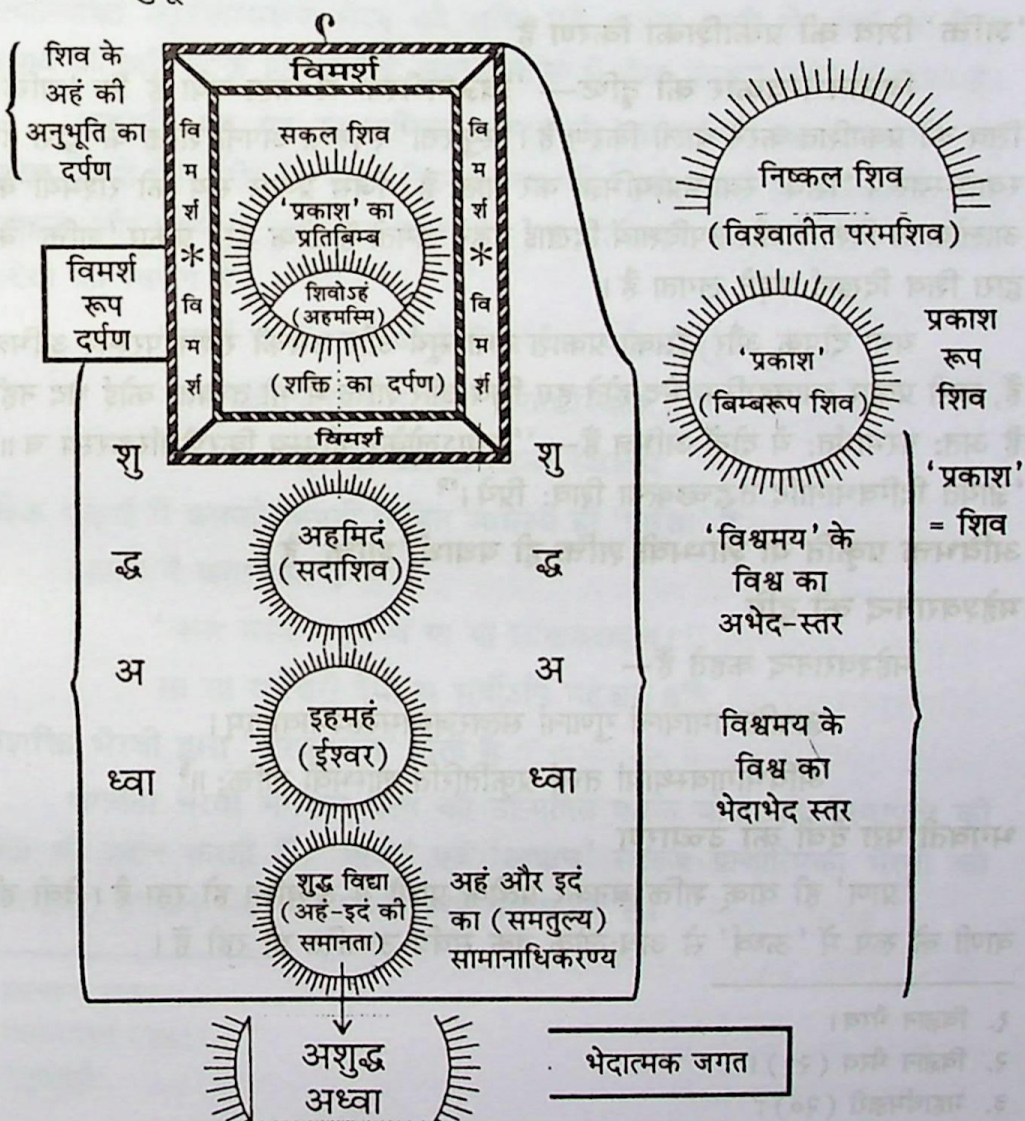 शिव के
अहं की
अनुभूति का
दर्पण
विमर्श
रूप
दर्पण
विमर्श
वि
म
र्श
*
वि
म
र्श
सकल शिव
'प्रकाश' का
प्रतिबिम्ब
शिवोऽहं
(अहमस्मि)
(शक्ति का दर्पण)
वि
म
र्श
*
वि
म
र्श
विमर्श
निष्कल शिव
(विश्वातीत परमशिव)
'प्रकाश'
(बिम्बरूप शिव)
प्रकाश
रूप
शिव
'प्रकाश'
= शिव
शु
द्ध
अ
ध्वा
अहमिदं
(सदाशिव)
इहमहं
(ईश्वर)
शुद्ध विद्या
(अहं-इदं की
समानता)
शु
द्ध
अ
ध्वा
'विश्वमय' के
विश्व का
अभेद-स्तर
विश्वमय के
विश्व का
भेदाभेद स्तर
अहं और इदं
का (समतुल्य)
सामानाधिकरण्य
अशुद्ध
अध्वा
भेदात्मक जगत